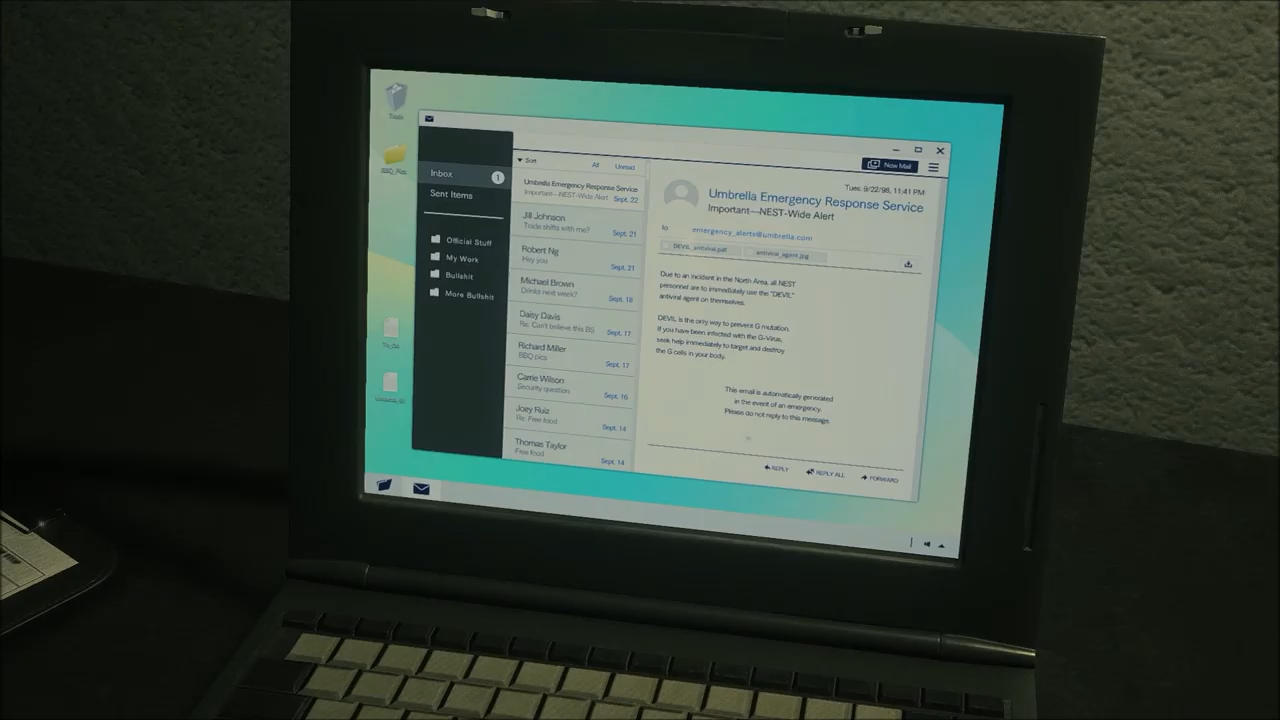 Trade
BBQ_Pics
Inbox 1
Sent Items
Official Stuff
My Work
Bullshit
More Bullshit
Sort All Unread
Umbrella Emergency Response Service
Important—NEST-Wide Alert Sept. 22
Jill Johnson
Trade shifts with me? Sept. 21
Robert Ng
Hey you Sept. 21
Michael Brown
Drinks next week? Sept. 18
Daisy Davis
Re: Can't believe this BS Sept. 17
Richard Miller
BBQ pics Sept. 17
Carrie Wilson
Security question Sept. 16
Joey Ruiz
Re: Free food Sept. 14
Thomas Taylor
Free food Sept. 14
New Mail
Tues. 9/22/98, 11:41 PM
Umbrella Emergency Response Service
Important—NEST-Wide Alert
to emergency_alerts@umbrella.com
DEVIL_antiviral.pdf antiviral_agent.jpg
Due to an incident in the North Area, all NEST
personnel are to immediately use the "DEVIL"
antiviral agent on themselves.
DEVIL is the only way to prevent G mutation.
If you have been infected with the G-Virus,
seek help immediately to target and destroy
the G cells in your body.
This email is automatically generated
in the event of an emergency.
Please do not reply to this message.
REPLY REPLY ALL FORWARD